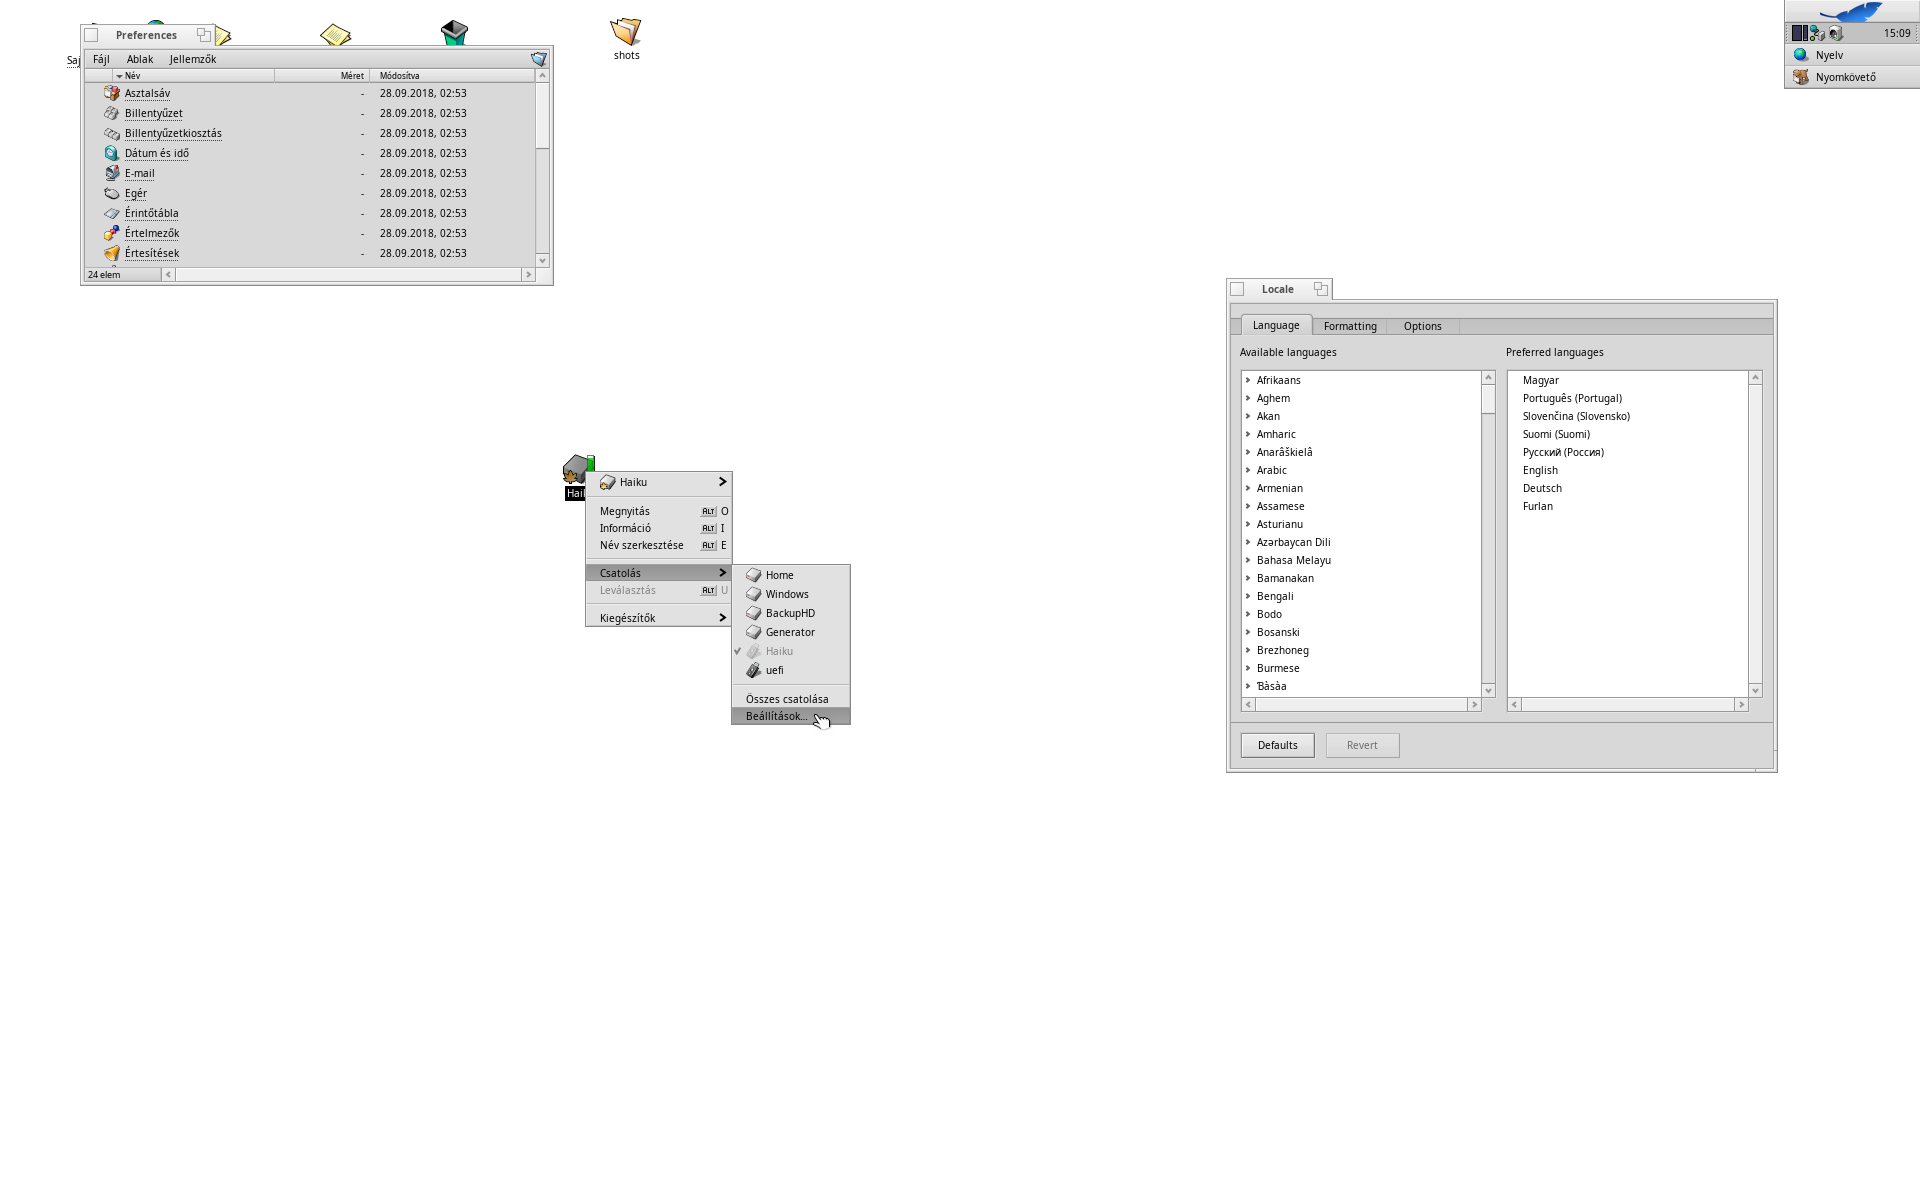 Saj
Preferences
Fájl Ablak Jellemzők
Név Méret Módosítva
Asztalsáv - 28.09.2018, 02:53
Billentyűzet - 28.09.2018, 02:53
Billentyűzetkiosztás - 28.09.2018, 02:53
Dátum és idő - 28.09.2018, 02:53
E-mail - 28.09.2018, 02:53
Egér - 28.09.2018, 02:53
Érintőtábla - 28.09.2018, 02:53
Értelmezők - 28.09.2018, 02:53
Értesítések - 28.09.2018, 02:53
24 elem
shots
15:09
Nyelv
Nyomkövető
Hai
Haiku
Megnyitás ALT O
Információ ALT I
Név szerkesztése ALT E
Csatolás
Leválasztás ALT U
Kiegészítők
Home
Windows
BackupHD
Generator
Haiku
uefi
Összes csatolása
Beállítások...
Locale
Language Formatting Options
Available languages
Afrikaans
Aghem
Akan
Amharic
Anarâškielâ
Arabic
Armenian
Assamese
Asturianu
Azərbaycan Dili
Bahasa Melayu
Bamanakan
Bengali
Bodo
Bosanski
Brezhoneg
Burmese
Ɓàsàa
Preferred languages
Magyar
Português (Portugal)
Slovenčina (Slovensko)
Suomi (Suomi)
Русский (Россия)
English
Deutsch
Furlan
Defaults Revert